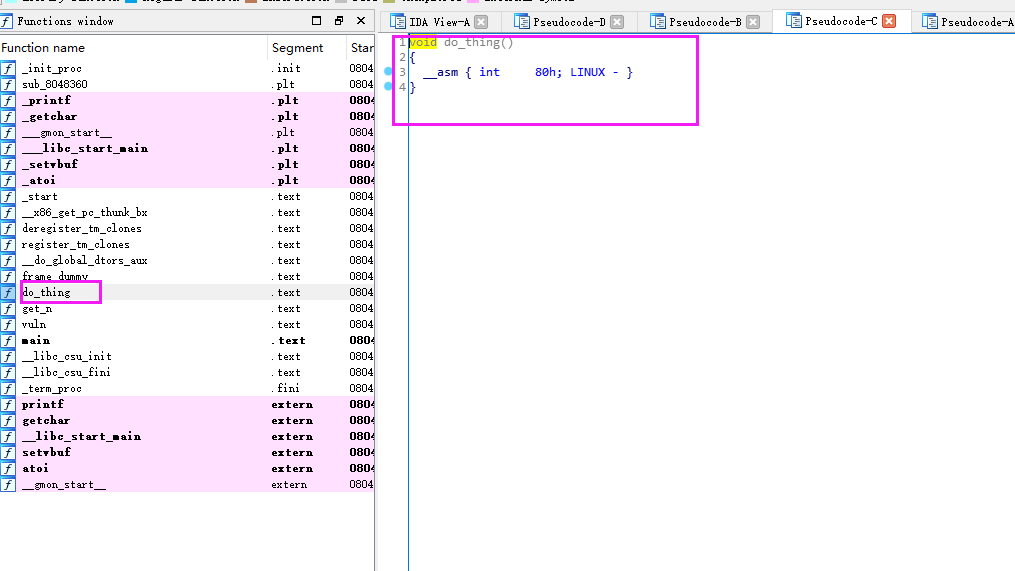 Functions window
Function name Segment Star
_init_proc .init 0804
sub_8048360 .plt 0804
_printf .plt 0804
_getchar .plt 0804
___gmon_start__ .plt 0804
___libc_start_main .plt 0804
_setvbuf .plt 0804
_atoi .plt 0804
_start .text 0804
__x86_get_pc_thunk_bx .text 0804
deregister_tm_clones .text 0804
register_tm_clones .text 0804
__do_global_dtors_aux .text 0804
frame_dummy .text 0804
do_thing .text 0804
get_n .text 0804
vuln .text 0804
main .text 0804
__libc_csu_init .text 0804
__libc_csu_fini .text 0804
_term_proc .fini 0804
printf extern 0804
getchar extern 0804
__libc_start_main extern 0804
setvbuf extern 0804
atoi extern 0804
__gmon_start__ extern 0804
IDA View-A Pseudocode-D Pseudocode-B Pseudocode-C Pseudocode-A
1 void do_thing()
2 {
3 __asm { int 80h; LINUX - }
4 }